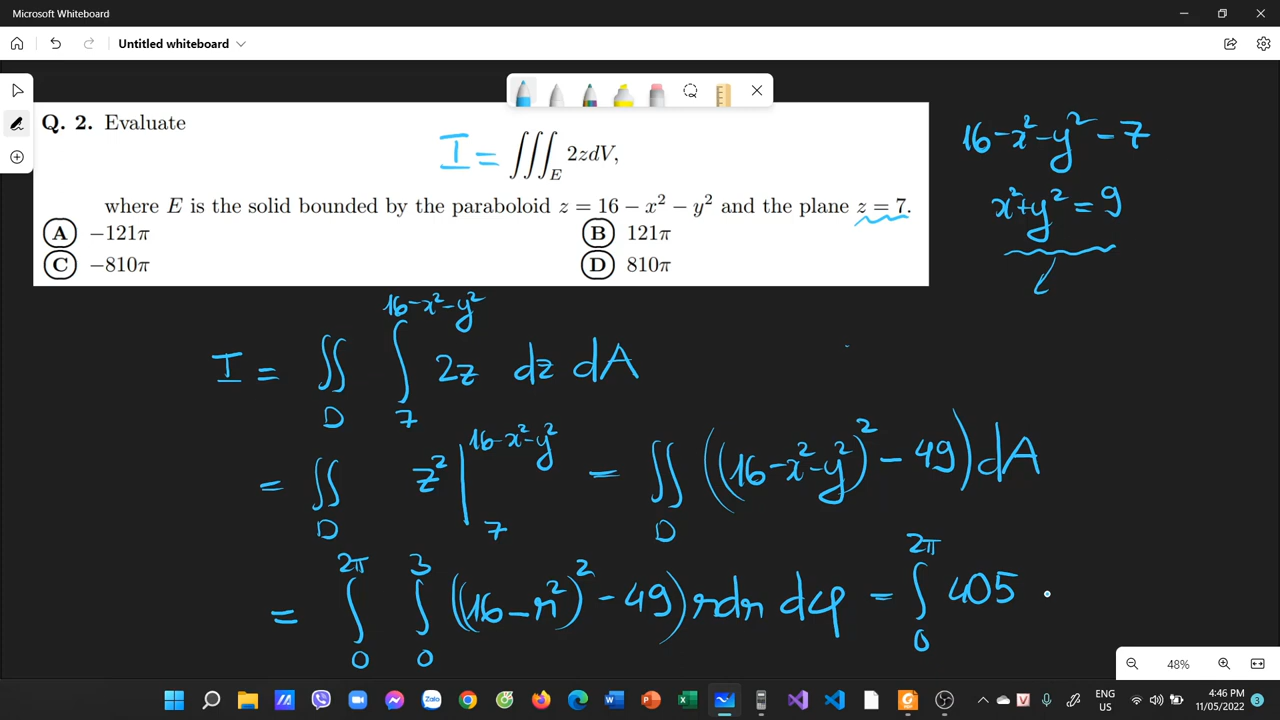 Microsoft Whiteboard
Untitled whiteboard
Q. 2. Evaluate
I = ∭_E 2zdV,
where E is the solid bounded by the paraboloid z = 16 − x² − y² and the plane z = 7.
A −121π
B 121π
C −810π
D 810π
16-x²-y² - 7
x²+y² = 9
I = ∬_D ∫_7^{16-x²-y²} 2z dz dA
= ∬_D z² |_7^{16-x²-y²} = ∬_D ((16-x²-y²)² - 49) dA
= ∫_0^{2π} ∫_0^3 ((16-r²)² - 49) r dr dφ = ∫_0^{2π} 405
48%
ENG
US
4:46 PM
11/05/2022
3
Zalo